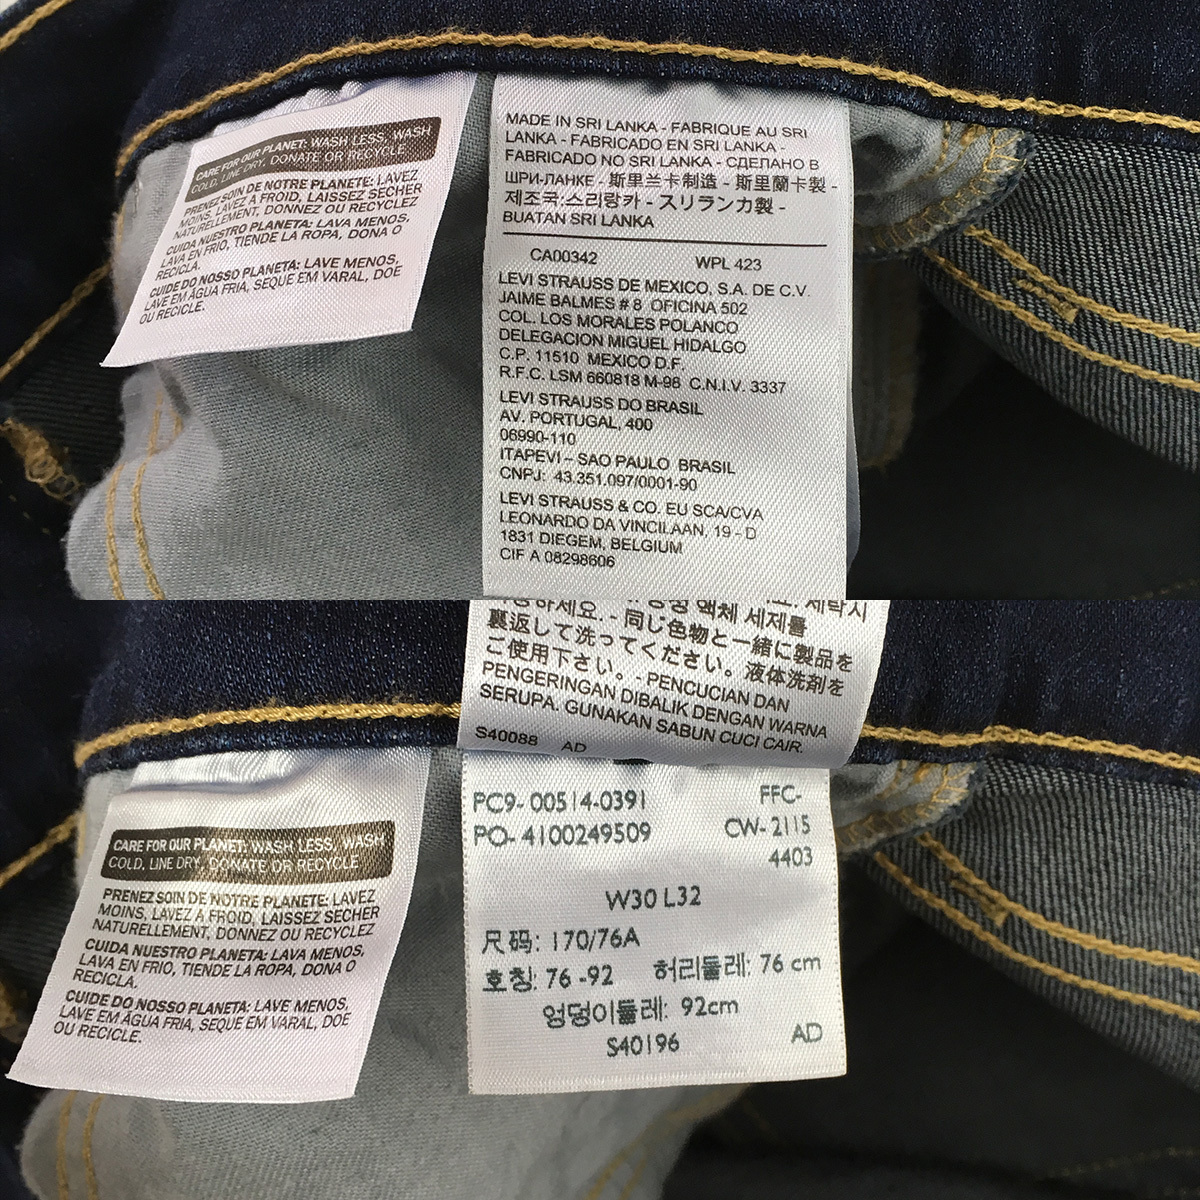 CARE FOR OUR PLANET: WASH LESS, WASH
COLD, LINE DRY, DONATE OR RECYCLE
PRENEZ SOIN DE NOTRE PLANETE: LAVEZ
MOINS, LAVEZ A FROID, LAISSEZ SECHER
NATURELLEMENT, DONNEZ OU RECYCLEZ
CUIDA NUESTRO PLANETA: LAVA MENOS,
LAVA EN FRIO, TIENDE LA ROPA, DONA O
RECICLA.
CUIDE DO NOSSO PLANETA: LAVE MENOS,
LAVE EM ÁGUA FRIA, SEQUE EM VARAL, DOE
OU RECICLE.
MADE IN SRI LANKA - FABRIQUE AU SRI
LANKA - FABRICADO EN SRI LANKA -
FABRICADO NO SRI LANKA - СДЕЛАНО В
ШРИ-ЛАНКЕ - 斯里兰卡制造 - 斯里蘭卡製 -
제조국:스리랑카 - スリランカ製 -
BUATAN SRI LANKA
CA00342 WPL 423
LEVI STRAUSS DE MEXICO, S.A. DE C.V.
JAIME BALMES # 8 OFICINA 502
COL. LOS MORALES POLANCO
DELEGACION MIGUEL HIDALGO
C.P. 11510 MEXICO D.F.
R.F.C. LSM 660818 M-98 C.N.I.V. 3337
LEVI STRAUSS DO BRASIL
AV. PORTUGAL, 400
06990-110
ITAPEVI – SAO PAULO BRASIL
CNPJ: 43.351.097/0001-90
LEVI STRAUSS & CO. EU SCA/CVA
LEONARDO DA VINCILAAN, 19 - D
1831 DIEGEM, BELGIUM
CIF A 08298606
하세요. - 同じ色物と一緒に製品を
액체 세제를
세탁시
裏返して洗ってください。液体洗剤を
ご使用下さい。- PENCUCIAN DAN
PENGERINGAN DIBALIK DENGAN WARNA
SERUPA. GUNAKAN SABUN CUCI CAIR.
S40088 AD
CARE FOR OUR PLANET: WASH LESS, WASH
COLD, LINE DRY, DONATE OR RECYCLE
PRENEZ SOIN DE NOTRE PLANETE: LAVEZ
MOINS, LAVEZ A FROID, LAISSEZ SECHER
NATURELLEMENT, DONNEZ OU RECYCLEZ
CUIDA NUESTRO PLANETA: LAVA MENOS,
LAVA EN FRIO, TIENDE LA ROPA, DONA O
RECICLA.
CUIDE DO NOSSO PLANETA: LAVE MENOS,
LAVE EM ÁGUA FRIA, SEQUE EM VARAL, DOE
OU RECICLE.
PC9- 00514-0391 FFC-
PO- 4100249509 CW- 2115
4403
W30 L32
尺码: 170/76A
호칭: 76 -92 허리둘레: 76 cm
엉덩이둘레: 92cm
S40196 AD